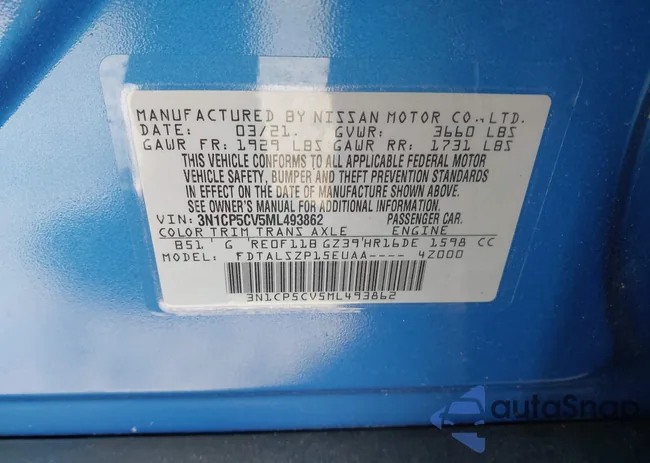 MANUFACTURED BY NISSAN MOTOR CO.,LTD.
DATE: 03/21. GVWR: 3660 LBS
GAWR FR: 1929 LBS GAWR RR: 1731 LBS
THIS VEHICLE CONFORMS TO ALL APPLICABLE FEDERAL MOTOR
VEHICLE SAFETY, BUMPER AND THEFT PREVENTION STANDARDS
IN EFFECT ON THE DATE OF MANUFACTURE SHOWN ABOVE.
SEE OWNER'S MANUAL FOR ADDITIONAL INFORMATION.
VIN: 3N1CP5CV5ML493862 PASSENGER CAR.
COLOR TRIM TRANS AXLE ENGINE
B51' G 'RE0F11B GZ39'HR16DE 1598 CC
MODEL: FDTALSZP15EUAA---- 4Z000
3N1CP5CV5ML493862
autoSnap